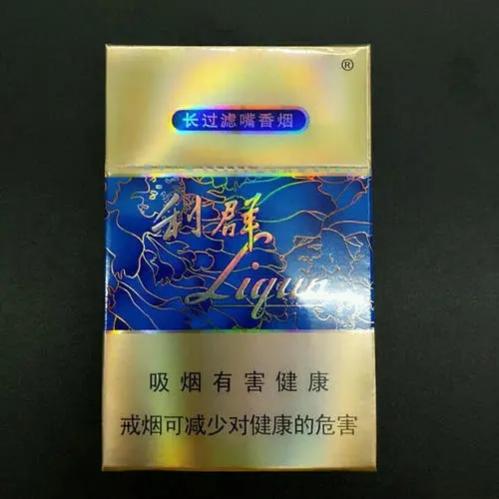 ®
长过滤嘴香烟
利群
Liqun
吸烟有害健康
戒烟可减少对健康的危害